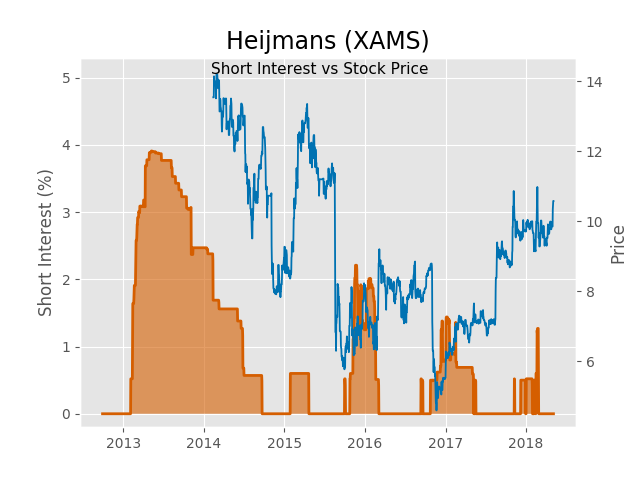 Heijmans (XAMS)
Short Interest vs Stock Price
Short Interest (%)
5
4
3
2
1
0
14
12
10
8
6
Price
2013 2014 2015 2016 2017 2018